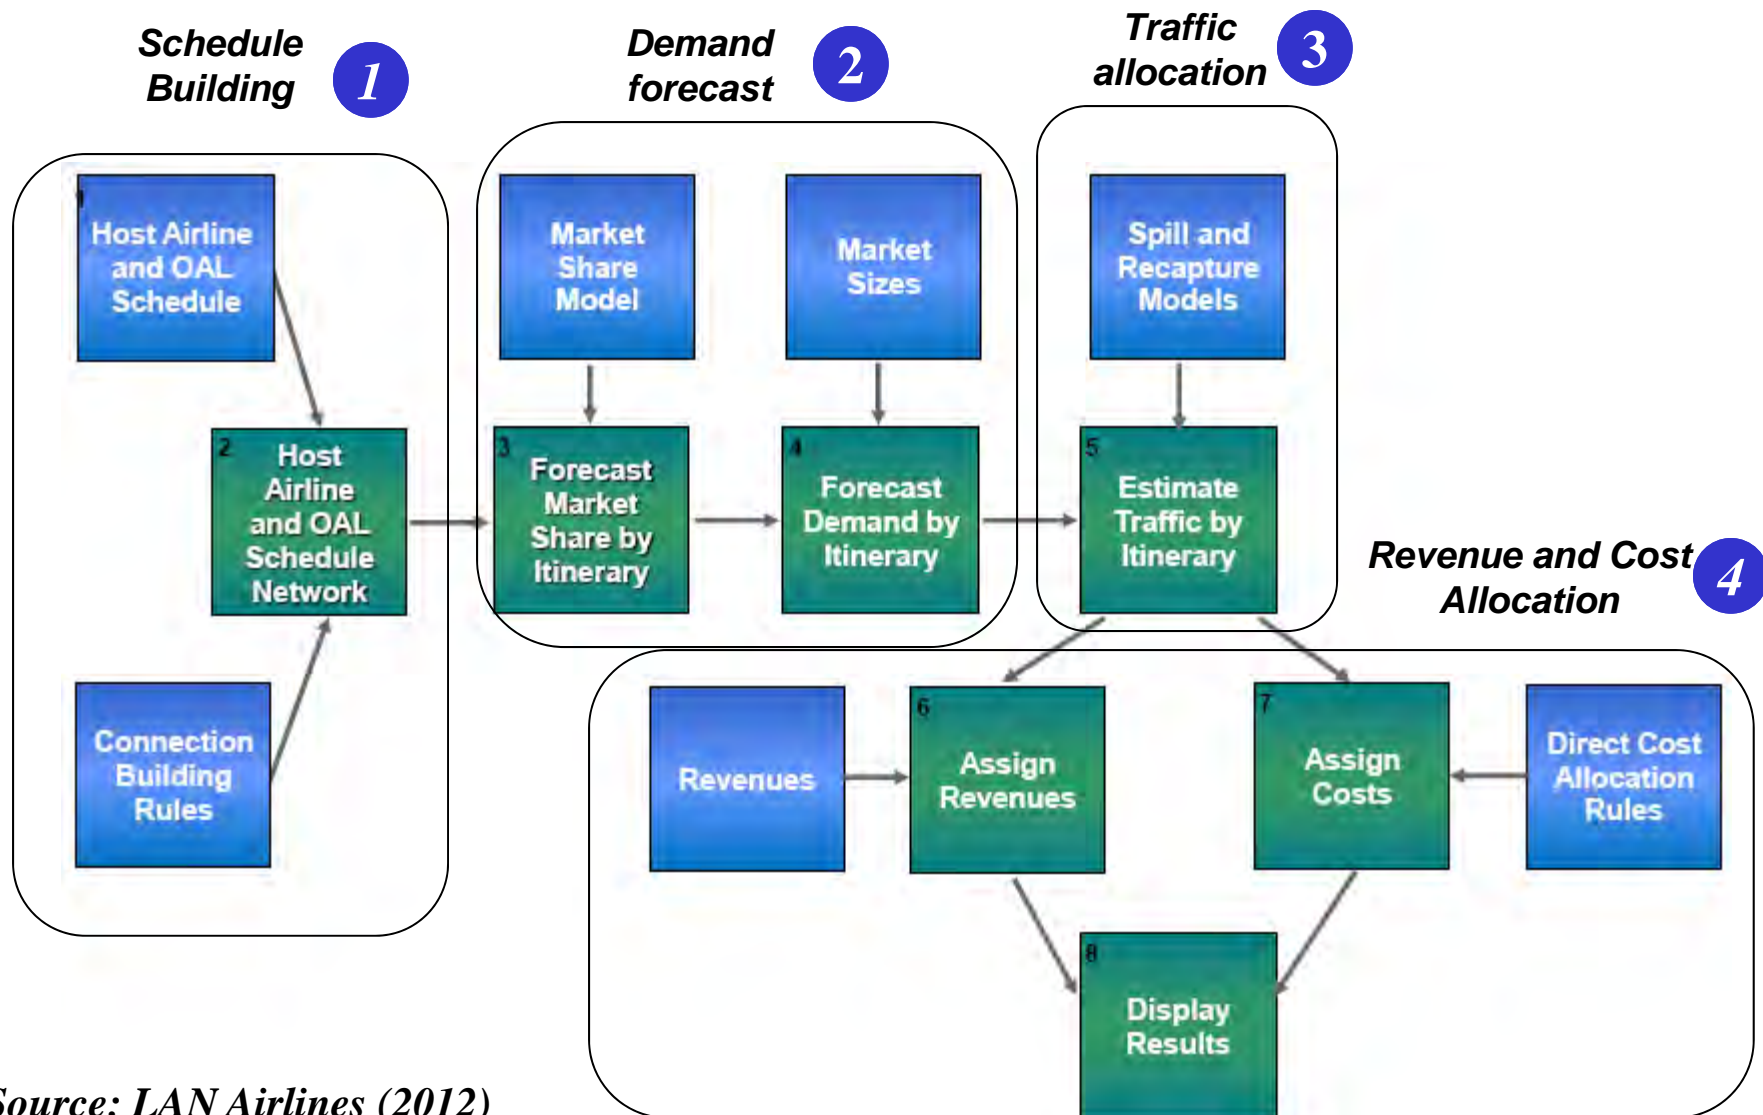 Schedule
Building
1
Demand
forecast
2
Traffic
allocation
3
1
Host Airline
and OAL
Schedule
Market
Share
Model
Market
Sizes
Spill and
Recapture
Models
2
Host
Airline
and OAL
Schedule
Network
3
Forecast
Market
Share by
Itinerary
4
Forecast
Demand by
Itinerary
5
Estimate
Traffic by
Itinerary
Revenue and Cost
Allocation
4
Connection
Building
Rules
Revenues
6
Assign
Revenues
7
Assign
Costs
Direct Cost
Allocation
Rules
8
Display
Results
Source: LAN Airlines (2012)